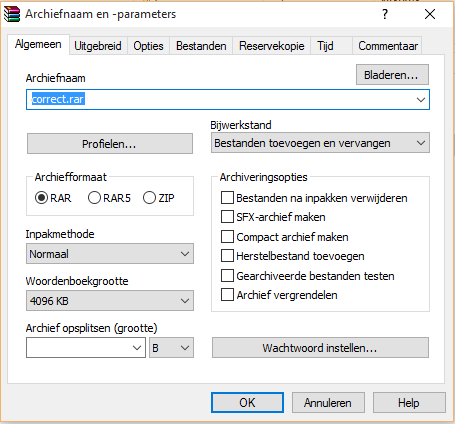 Archiefnaam en -parameters
Algemeen Uitgebreid Opties Bestanden Reservekopie Tijd Commentaar
Archiefnaam
Bladeren...
correct.rar
Profielen...
Bijwerkstand
Bestanden toevoegen en vervangen
Archiefformaat
RAR RAR5 ZIP
Inpakmethode
Normaal
Woordenboekgrootte
4096 KB
Archief opsplitsen (grootte)
B
Archiveringsopties
Bestanden na inpakken verwijderen
SFX-archief maken
Compact archief maken
Herstelbestand toevoegen
Gearchiveerde bestanden testen
Archief vergrendelen
Wachtwoord instellen...
OK Annuleren Help